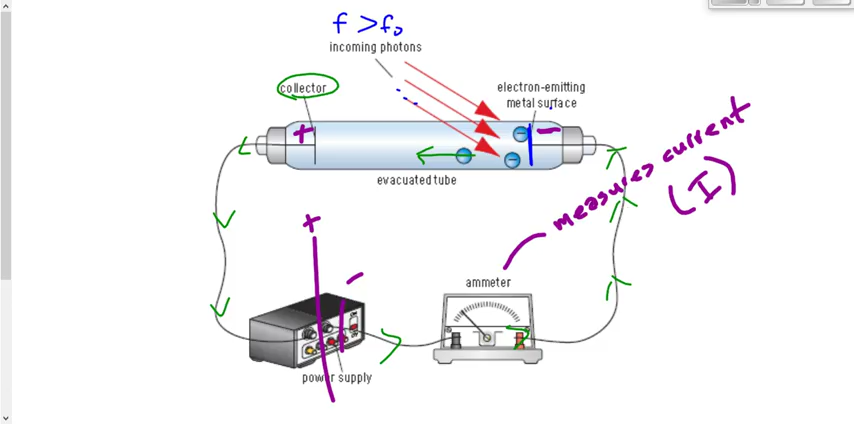 f > f₀
incoming photons
collector
electron-emitting
metal surface
+
−
evacuated tube
measures current
(I)
+
−
ammeter
power supply